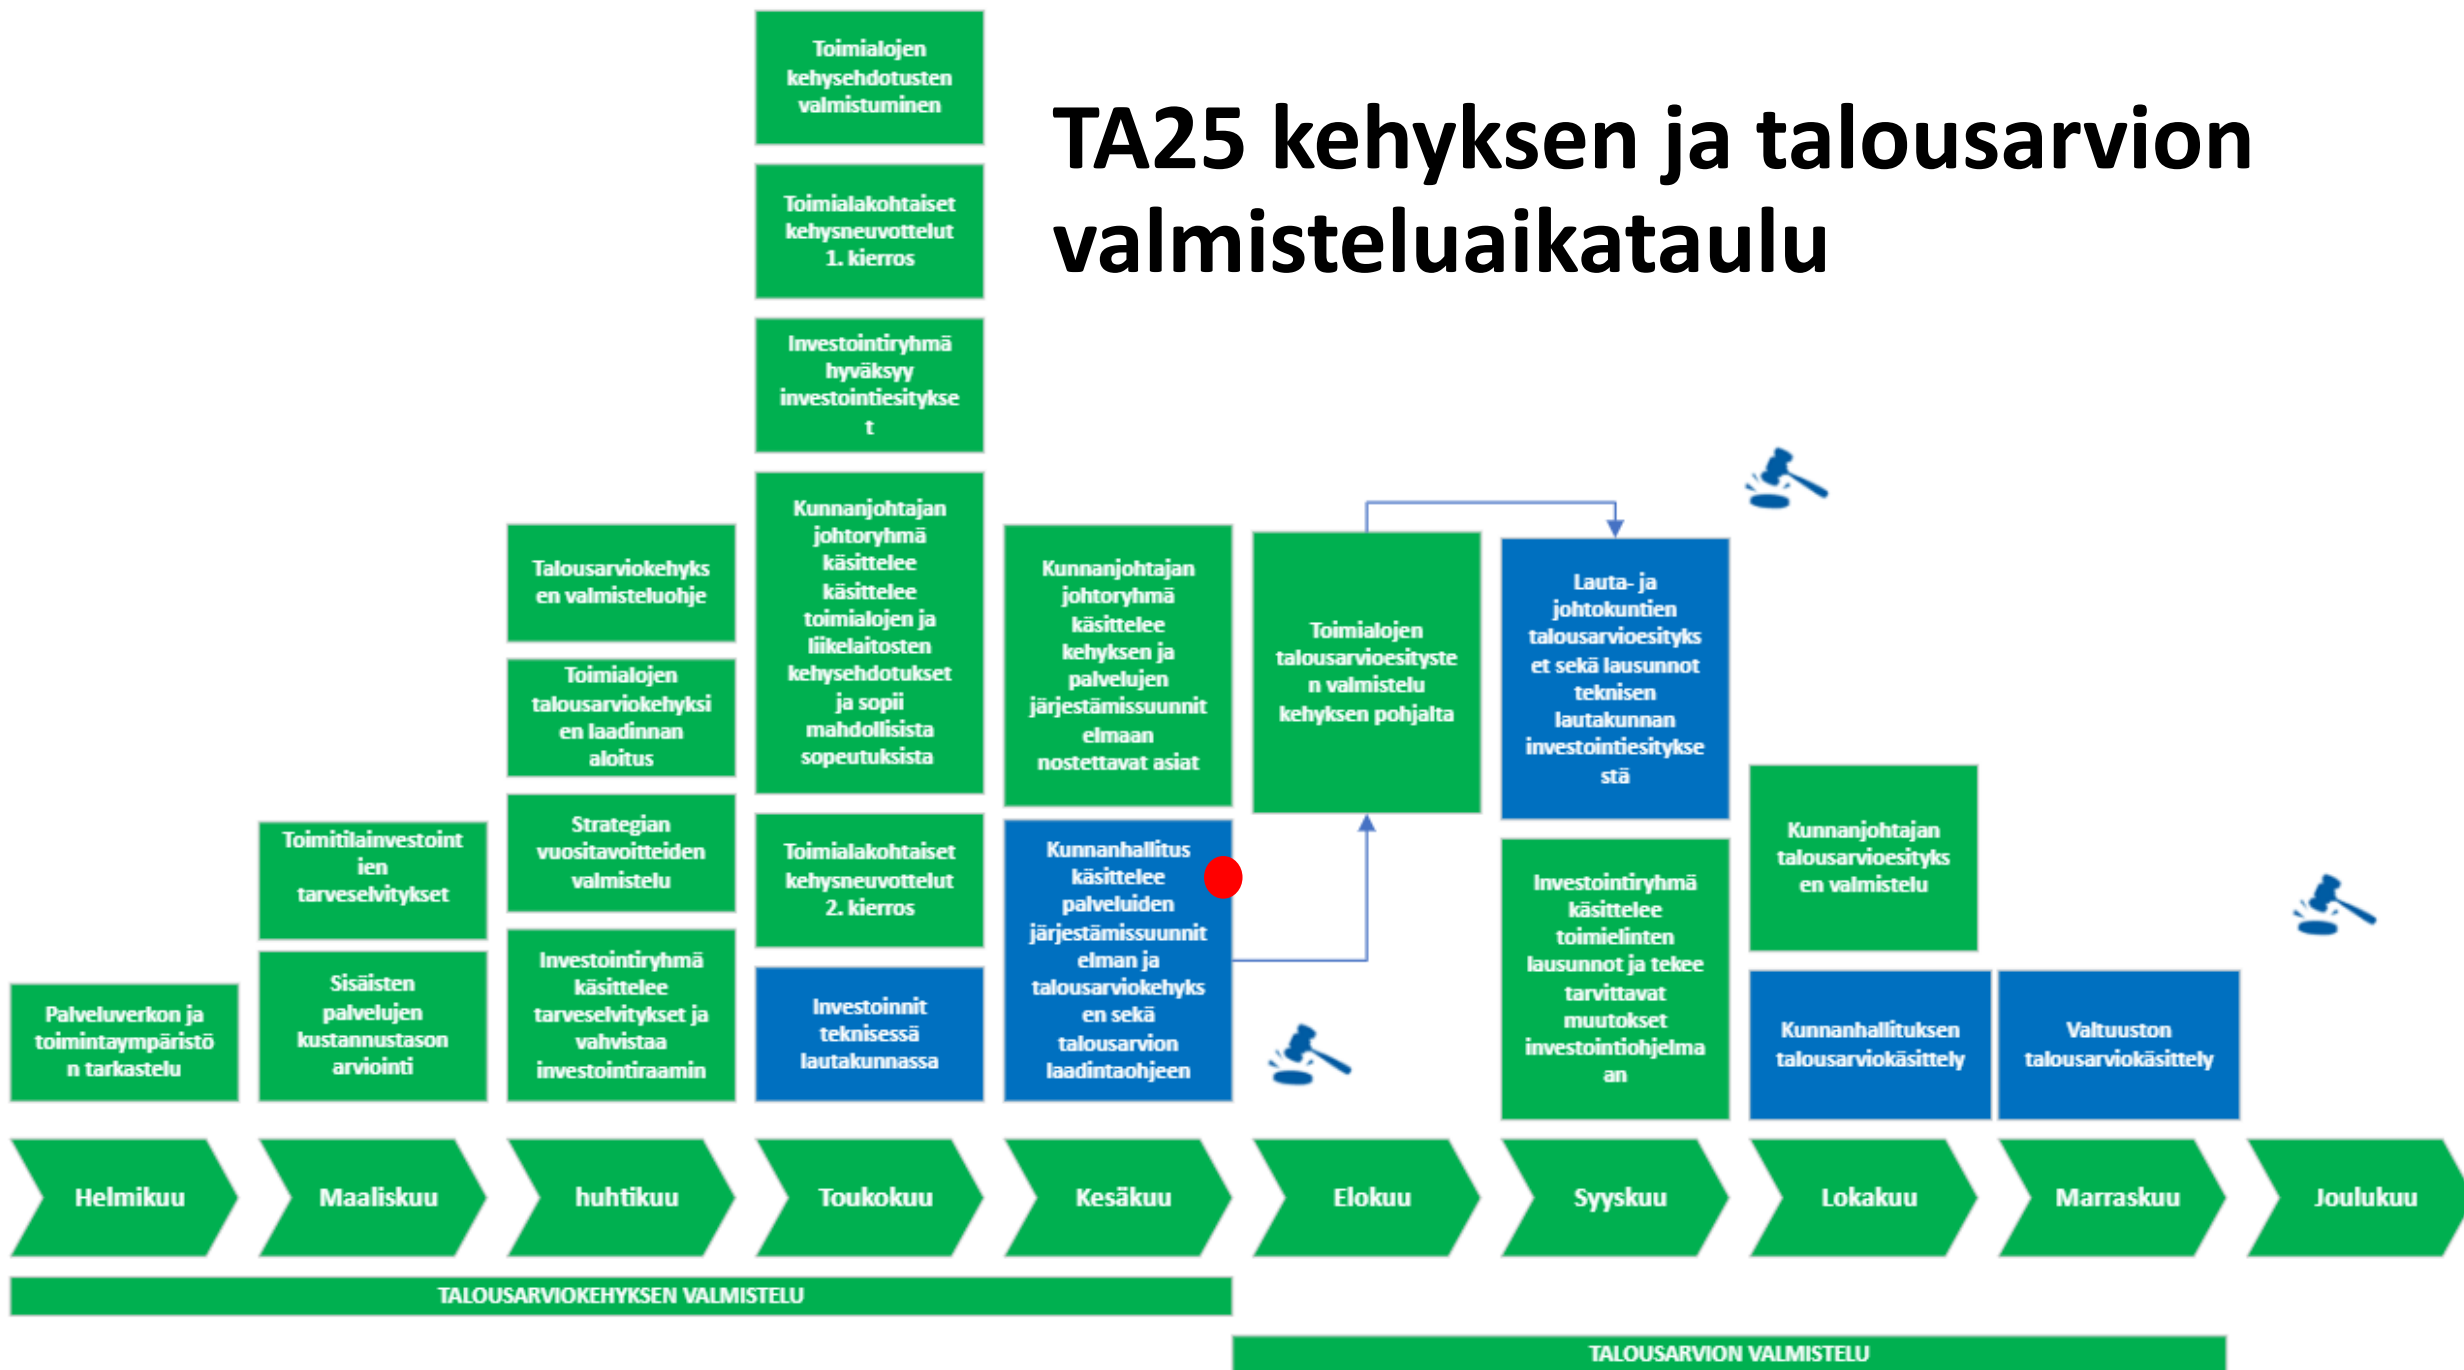 TA25 kehyksen ja talousarvion
valmisteluaikataulu
Palveluverkon ja
toimintaympäristö
n tarkastelu
Toimitilainvestoint
ien
tarveselvitykset
Sisäisten
palvelujen
kustannustason
arviointi
Talousarviokehyks
en valmisteluohje
Toimialojen
talousarviokehyksi
en laadinnan
aloitus
Strategian
vuositavoitteiden
valmistelu
Investointiryhmä
käsittelee
tarveselvitykset ja
vahvistaa
investointiraamin
Toimialojen
kehysehdotusten
valmistuminen
Toimialakohtaiset
kehysneuvottelut
1. kierros
Investointiryhmä
hyväksyy
investointiesitykse
t
Kunnanjohtajan
johtoryhmä
käsittelee
käsittelee
toimialojen ja
liikelaitosten
kehysehdotukset
ja sopii
mahdollisista
sopeutuksista
Toimialakohtaiset
kehysneuvottelut
2. kierros
Investoinnit
teknisessä
lautakunnassa
Kunnanjohtajan
johtoryhmä
käsittelee
kehyksen ja
palvelujen
järjestämissuunnit
elmaan
nostettavat asiat
Kunnanhallitus
käsittelee
palveluiden
järjestämissuunnit
elman ja
talousarviokehyks
en sekä
talousarvion
laadintaohjeen
Toimialojen
talousarvioesityste
n valmistelu
kehyksen pohjalta
Lauta- ja
johtokuntien
talousarvioesityks
et sekä lausunnot
teknisen
lautakunnan
investointiesitykse
stä
Investointiryhmä
käsittelee
toimielinten
lausunnot ja tekee
tarvittavat
muutokset
investointiohjelma
an
Kunnanjohtajan
talousarvioesityks
en valmistelu
Kunnanhallituksen
talousarviokäsittely
Valtuuston
talousarviokäsittely
Helmikuu
Maaliskuu
huhtikuu
Toukokuu
Kesäkuu
Elokuu
Syyskuu
Lokakuu
Marraskuu
Joulukuu
TALOUSARVIOKEHYKSEN VALMISTELU
TALOUSARVION VALMISTELU